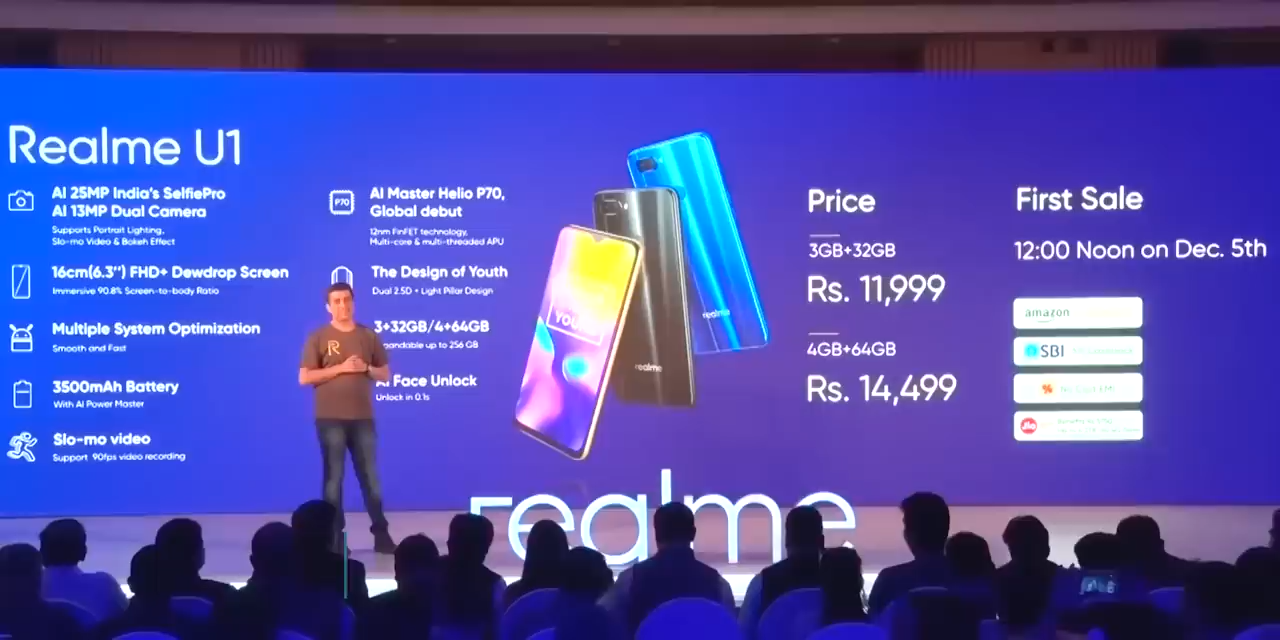 Realme U1
AI 25MP India's SelfiePro
AI 13MP Dual Camera
Supports Portrait Lighting,
Slo-mo Video & Bokeh Effect
16cm(6.3'') FHD+ Dewdrop Screen
Immersive 90.8% Screen-to-body Ratio
Multiple System Optimization
Smooth and Fast
3500mAh Battery
With AI Power Master
Slo-mo video
Support 90fps video recording
P70
AI Master Helio P70,
Global debut
12nm FinFET technology,
Multi-core & multi-threaded APU
The Design of Youth
Dual 2.5D + Light Pillar Design
3+32GB/4+64GB
up to 256 GB
Face Unlock
Unlock in 0.1s
R
realme
realme
Price
3GB+32GB
Rs. 11,999
4GB+64GB
Rs. 14,499
First Sale
12:00 Noon on Dec. 5th
amazon
SBI
Jio
realme